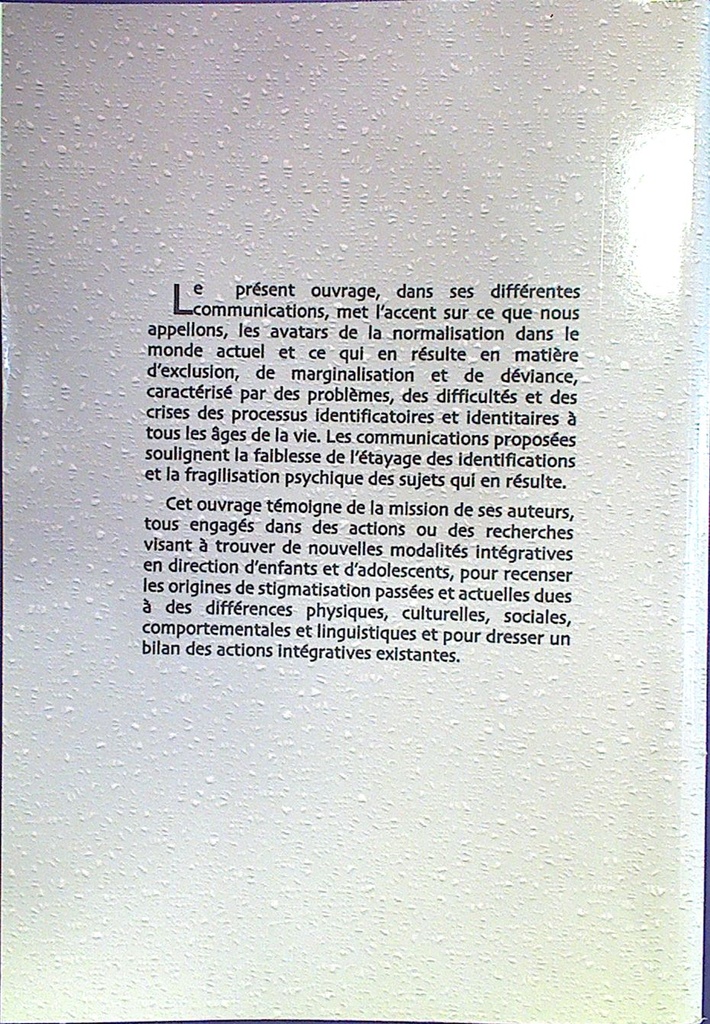 Le présent ouvrage, dans ses différentes
communications, met l'accent sur ce que nous
appellons, les avatars de la normalisation dans le
monde actuel et ce qui en résulte en matière
d'exclusion, de marginalisation et de déviance,
caractérisé par des problèmes, des difficultés et des
crises des processus identificatoires et identitaires à
tous les âges de la vie. Les communications proposées
soulignent la faiblesse de l'étayage des identifications
et la fragilisation psychique des sujets qui en résulte.
Cet ouvrage témoigne de la mission de ses auteurs,
tous engagés dans des actions ou des recherches
visant à trouver de nouvelles modalités intégratives
en direction d'enfants et d'adolescents, pour recenser
les origines de stigmatisation passées et actuelles dues
à des différences physiques, culturelles, sociales,
comportementales et linguistiques et pour dresser un
bilan des actions intégratives existantes.